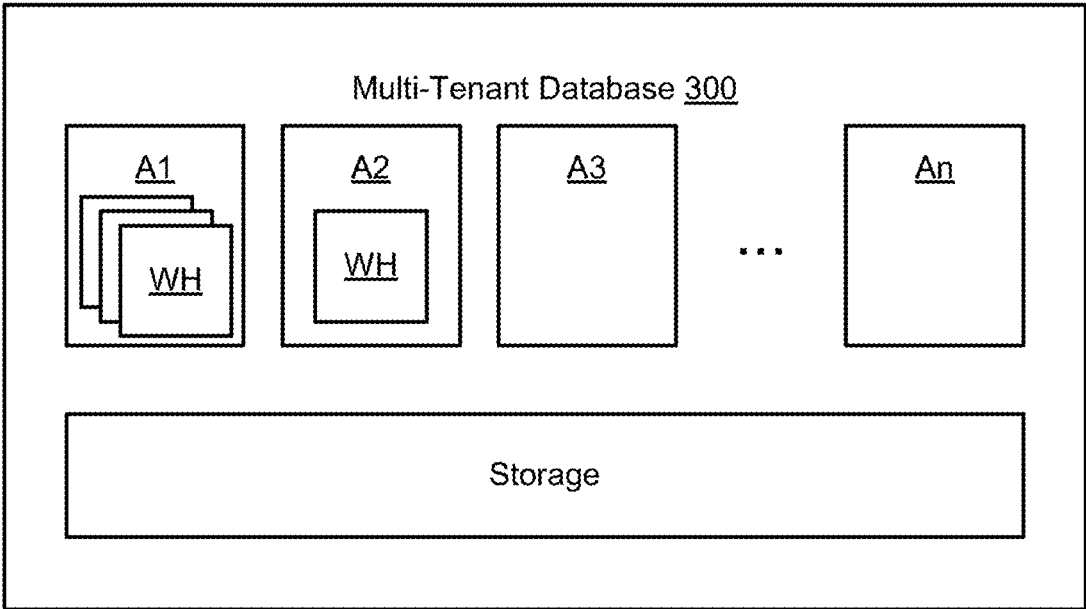 Multi-Tenant Database 300
A1 A2 A3 An
...
WH WH
Storage